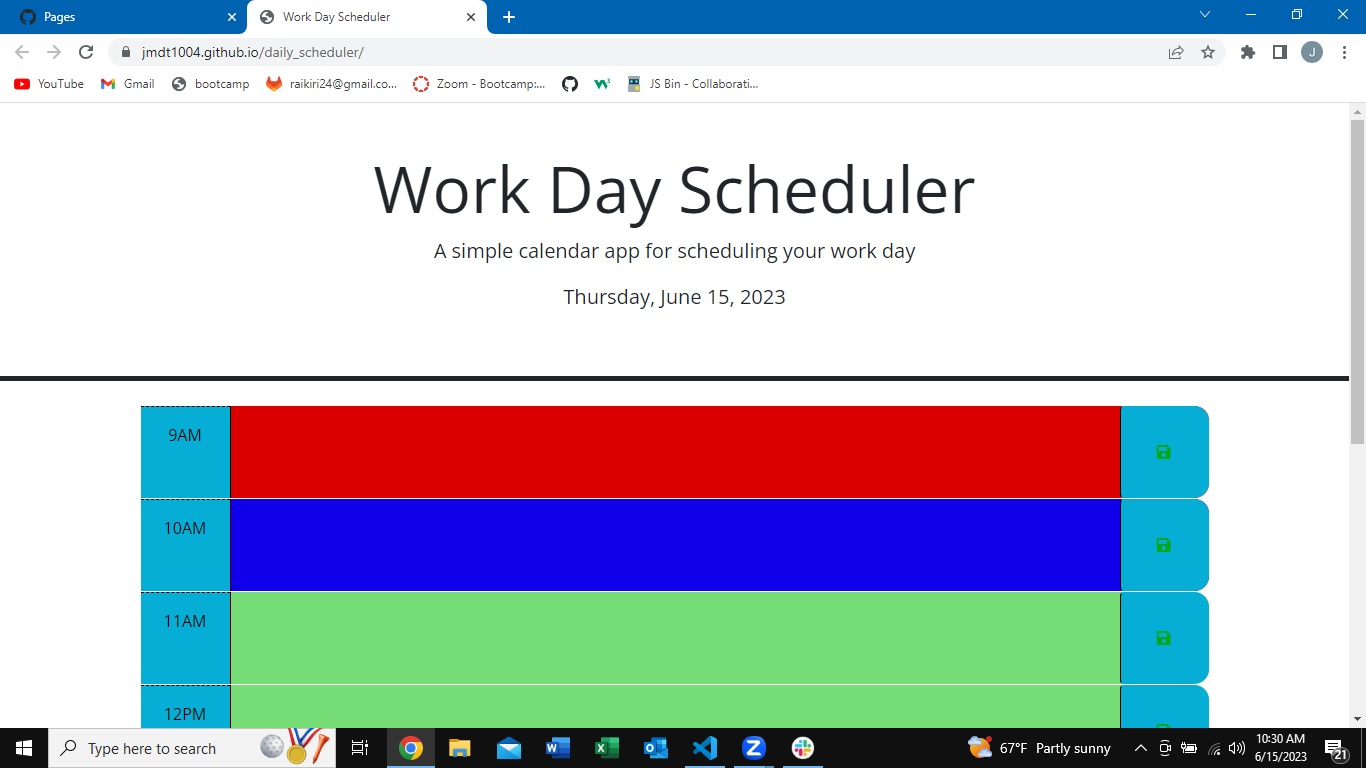 Pages
Work Day Scheduler
jmdt1004.github.io/daily_scheduler/
J
YouTube
Gmail
bootcamp
raikiri24@gmail.co...
Zoom - Bootcamp:...
JS Bin - Collaborati...
Work Day Scheduler
A simple calendar app for scheduling your work day
Thursday, June 15, 2023
9AM
10AM
11AM
12PM
Type here to search
67°F Partly sunny
10:30 AM
6/15/2023
21